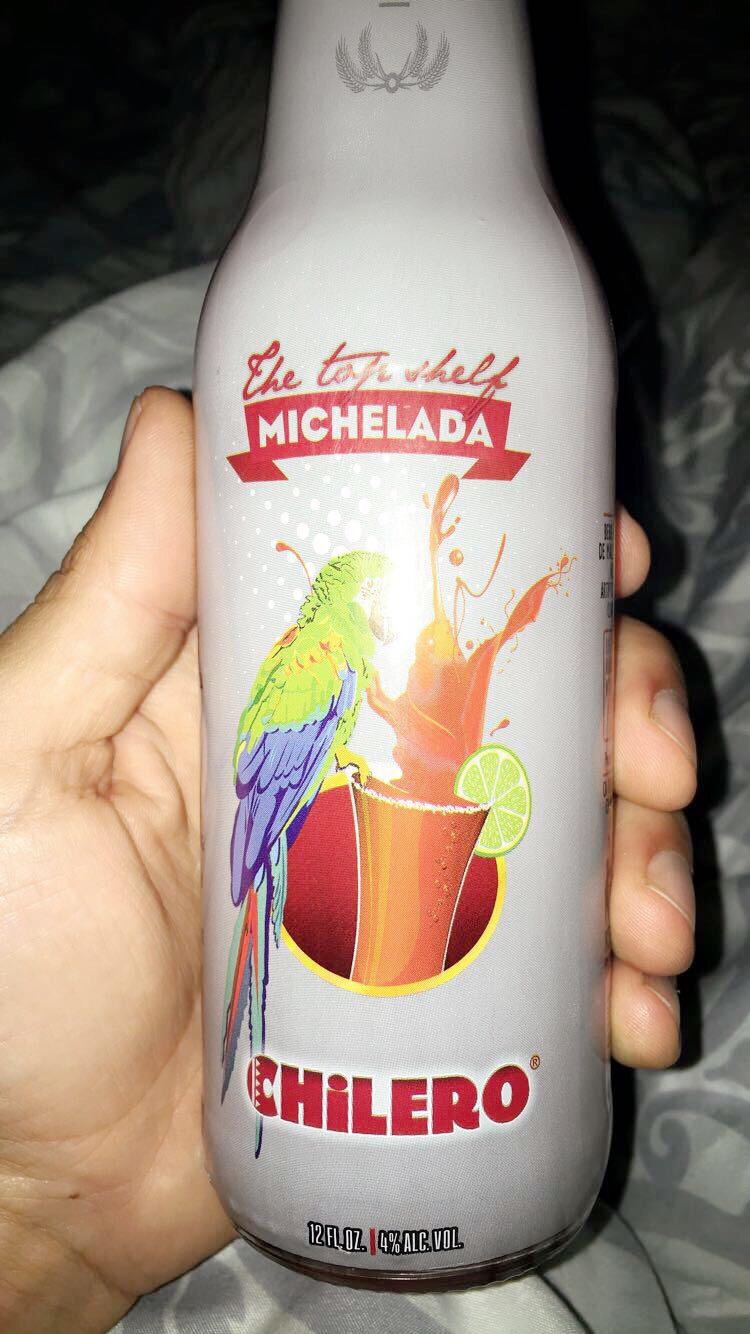 The top shelf
MICHELADA
CHiLERO®
12 FL.OZ. | 4% ALC. VOL.